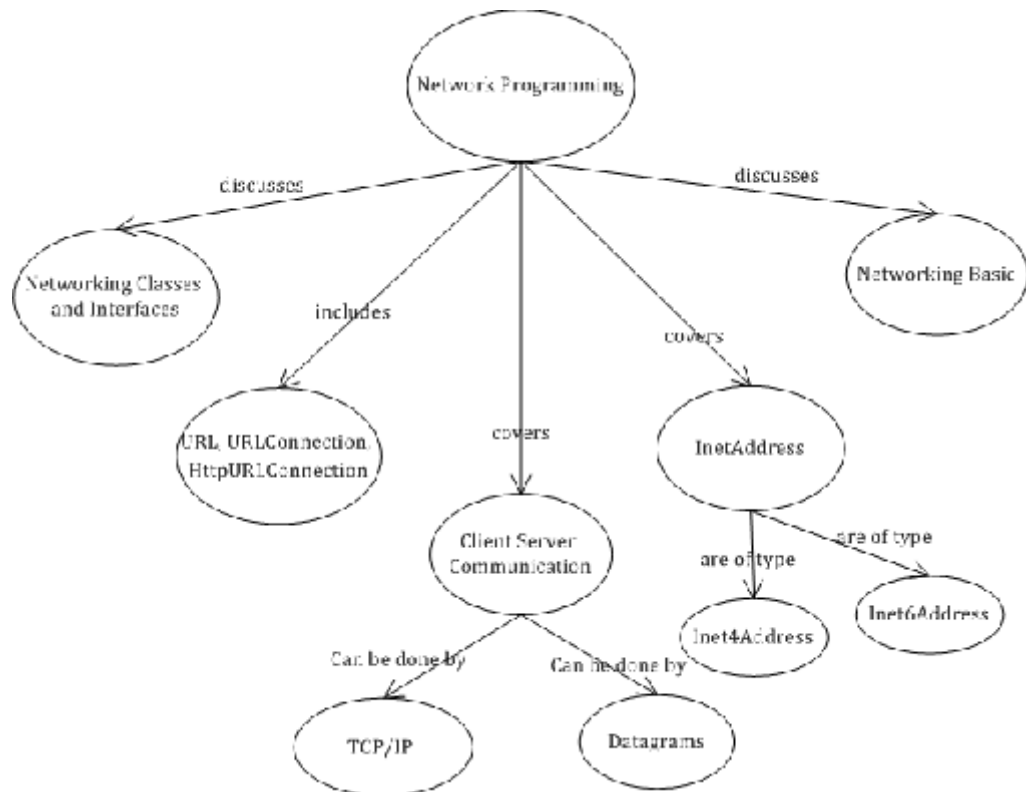 Network Programming
discusses
discusses
Networking Classes
and Interfaces
Networking Basic
includes
covers
URL, URLConnection,
HttpURLConnection
covers
InetAddress
Client Server
Communication
are of type
are of type
Inet4Address
Inet6Address
Can be done by
Can be done by
TCP/IP
Datagrams